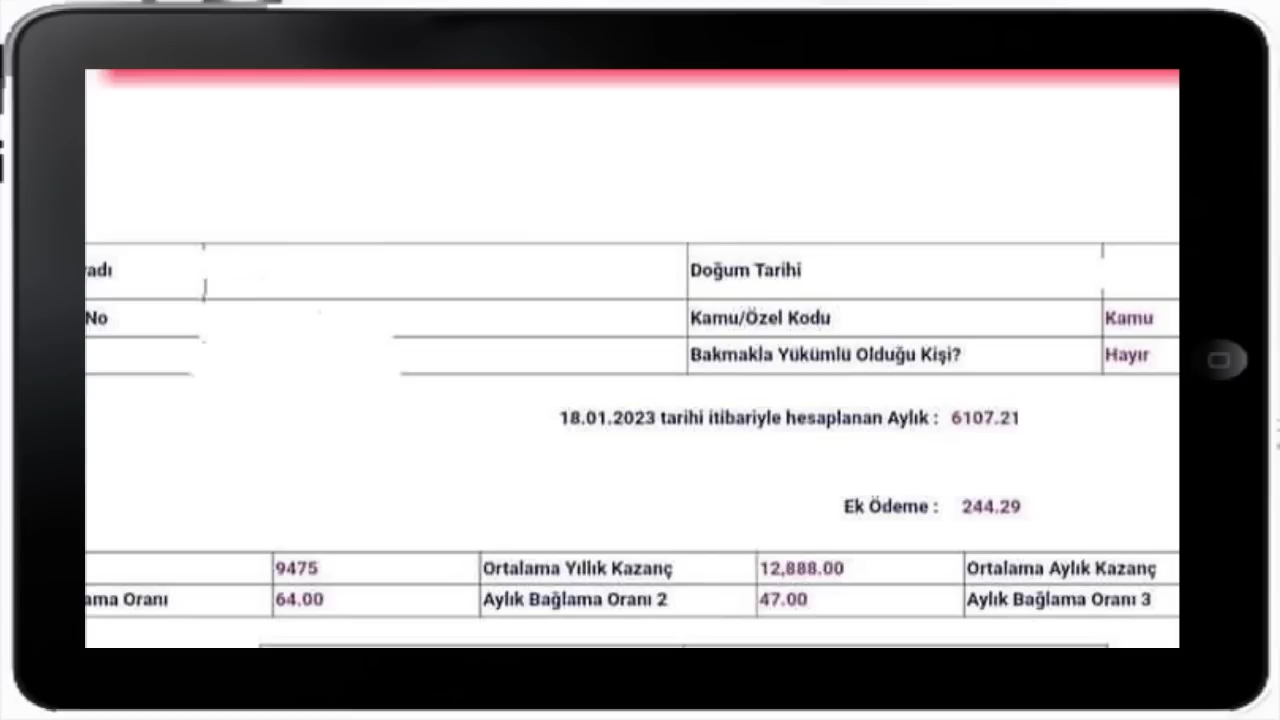 adı Doğum Tarihi
No Kamu/Özel Kodu Kamu
Bakmakla Yükümlü Olduğu Kişi? Hayır
18.01.2023 tarihi itibariyle hesaplanan Aylık : 6107.21
Ek Ödeme : 244.29
9475 Ortalama Yıllık Kazanç 12,888.00 Ortalama Aylık Kazanç
ama Oranı 64.00 Aylık Bağlama Oranı 2 47.00 Aylık Bağlama Oranı 3